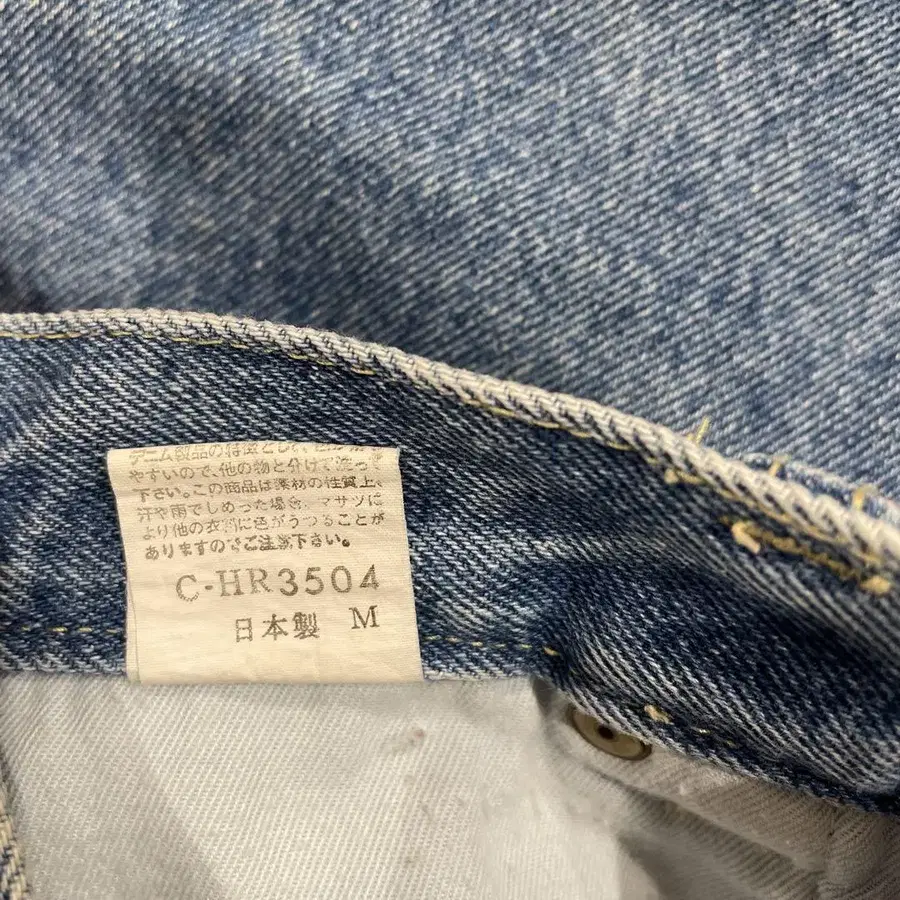 デニム製品の特徴として、色が落ち
やすいので、他の物と分けて洗って
下さい。この商品は素材の性質上、
汗や雨でしめった場合、マサツに
より他の衣料に色がうつることが
ありますのでご注意下さい。
C-HR3504
日本製 M